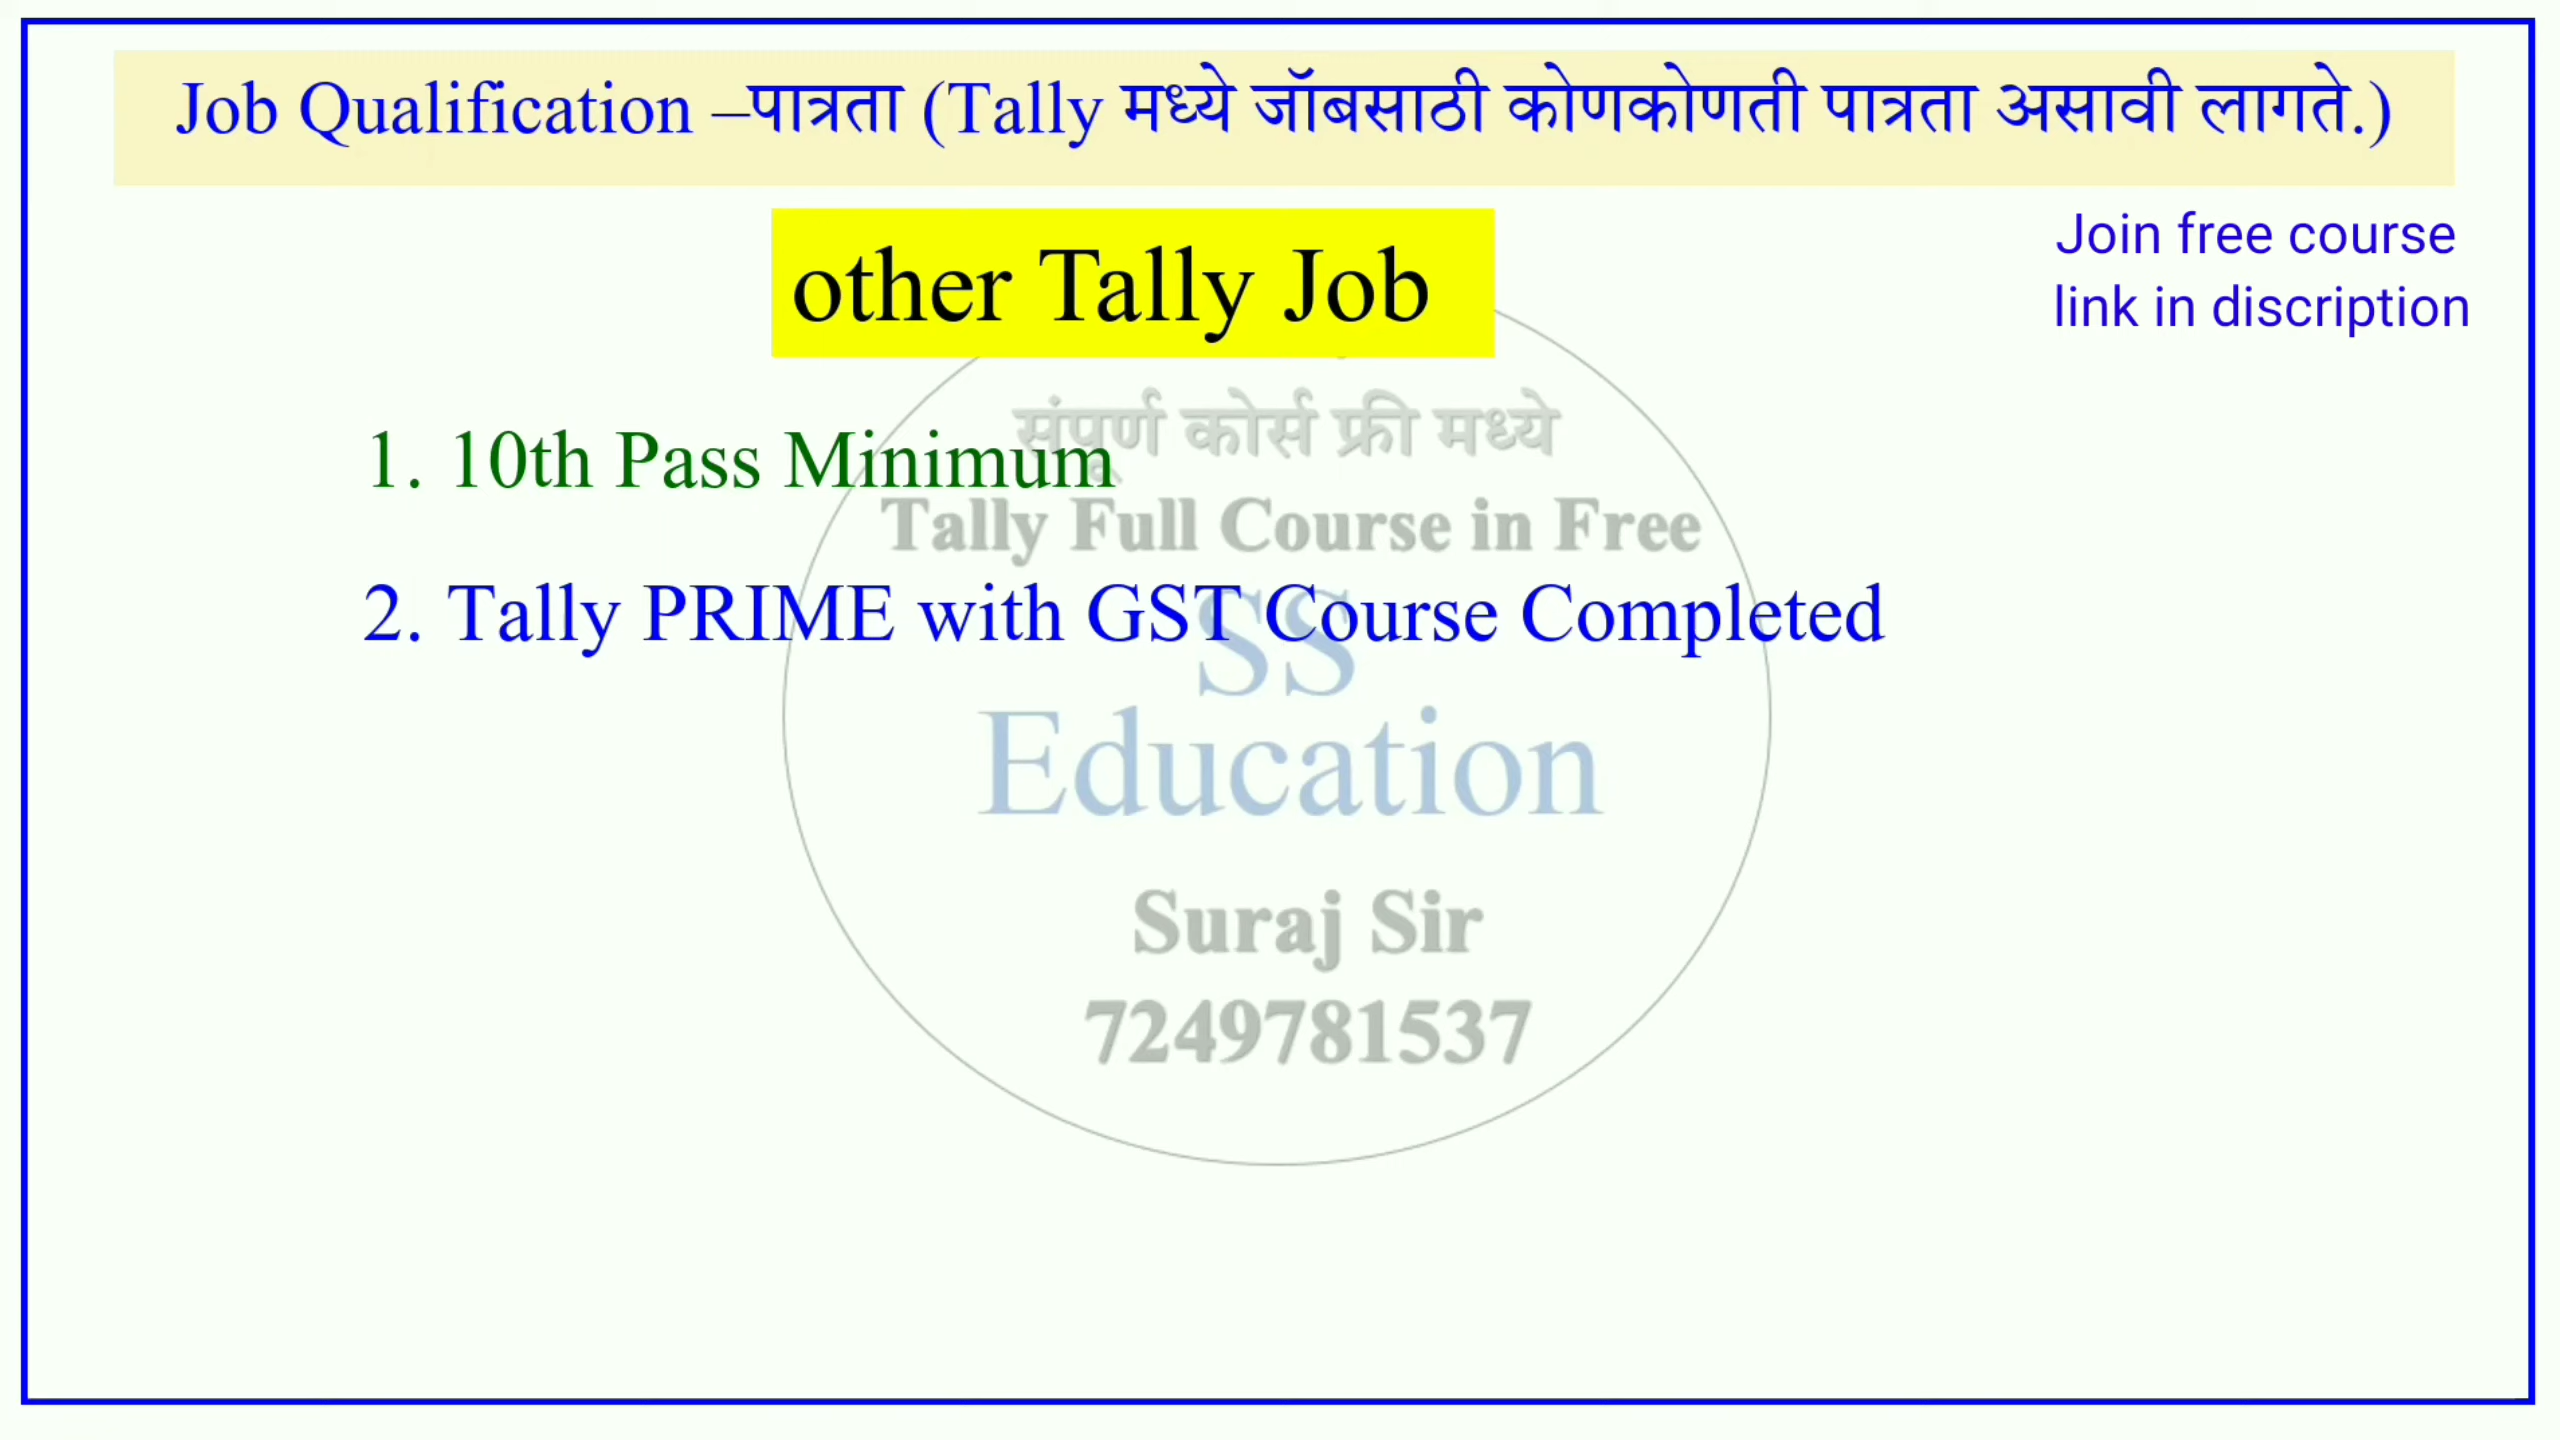 Job Qualification –पात्रता (Tally मध्ये जॉबसाठी कोणकोणती पात्रता असावी लागते.)
other Tally Job
Join free course
link in discription
संपूर्ण कोर्स फ्री मध्ये
1. 10th Pass Minimum
Tally Full Course in Free
2. Tally PRIME with GST Course Completed
SS
Education
Suraj Sir
7249781537